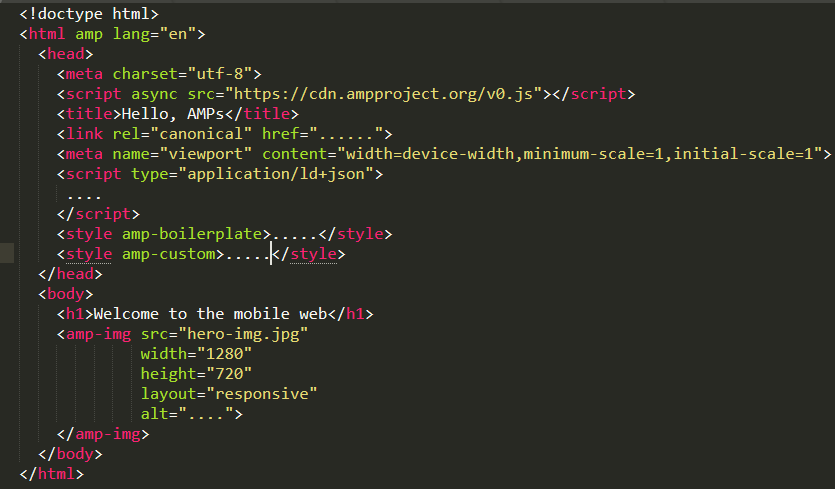 <!doctype html>
<html amp lang="en">
<head>
<meta charset="utf-8">
<script async src="https://cdn.ampproject.org/v0.js"></script>
<title>Hello, AMPs</title>
<link rel="canonical" href="......">
<meta name="viewport" content="width=device-width,minimum-scale=1,initial-scale=1">
<script type="application/ld+json">
....
</script>
<style amp-boilerplate>.....</style>
<style amp-custom>.....</style>
</head>
<body>
<h1>Welcome to the mobile web</h1>
<amp-img src="hero-img.jpg"
width="1280"
height="720"
layout="responsive"
alt="....">
</amp-img>
</body>
</html>